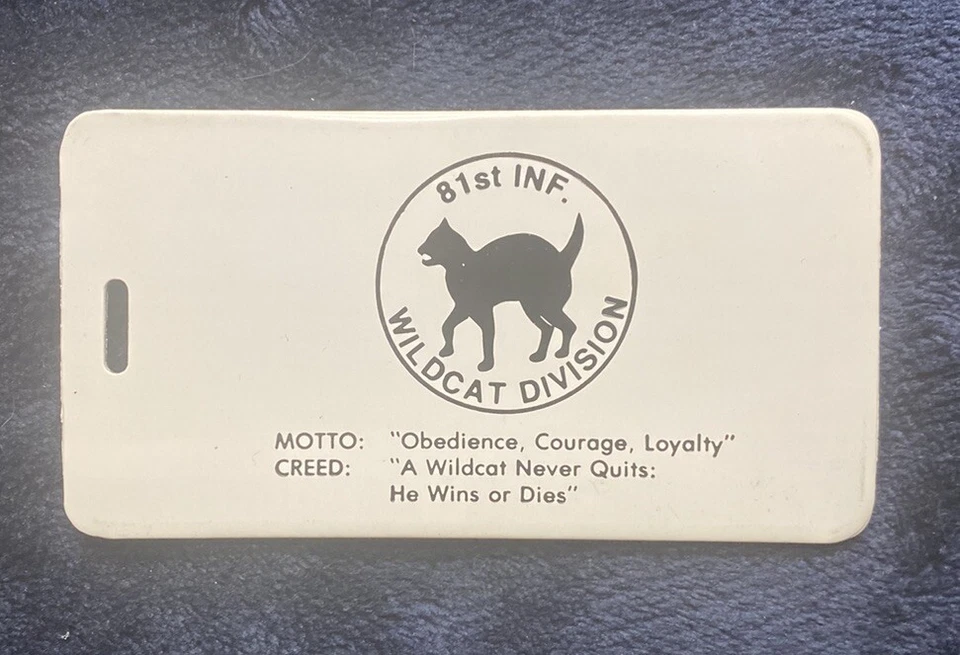 81st INF.
WILDCAT DIVISION
MOTTO: "Obedience, Courage, Loyalty"
CREED: "A Wildcat Never Quits:
He Wins or Dies"